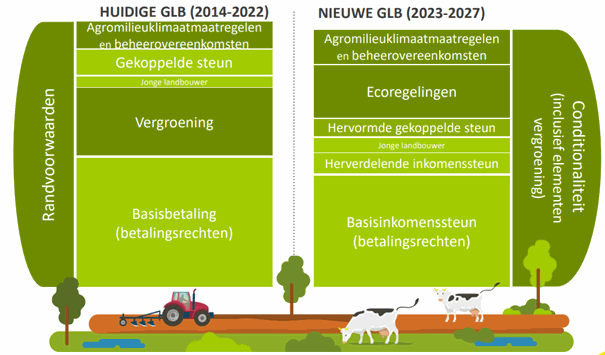 HUIDIGE GLB (2014-2022)
Randvoorwaarden
Agromilieuklimaatmaatregelen
en beheerovereenkomsten
Gekoppelde steun
Jonge landbouwer
Vergroening
Basisbetaling
(betalingsrechten)
NIEUWE GLB (2023-2027)
Agromilieuklimaatmaatregelen
en beheerovereenkomsten
Ecoregelingen
Hervormde gekoppelde steun
Jonge landbouwer
Herverdelende inkomenssteun
Basisinkomenssteun
(betalingsrechten)
Conditionaliteit
(inclusief elementen
vergroening)